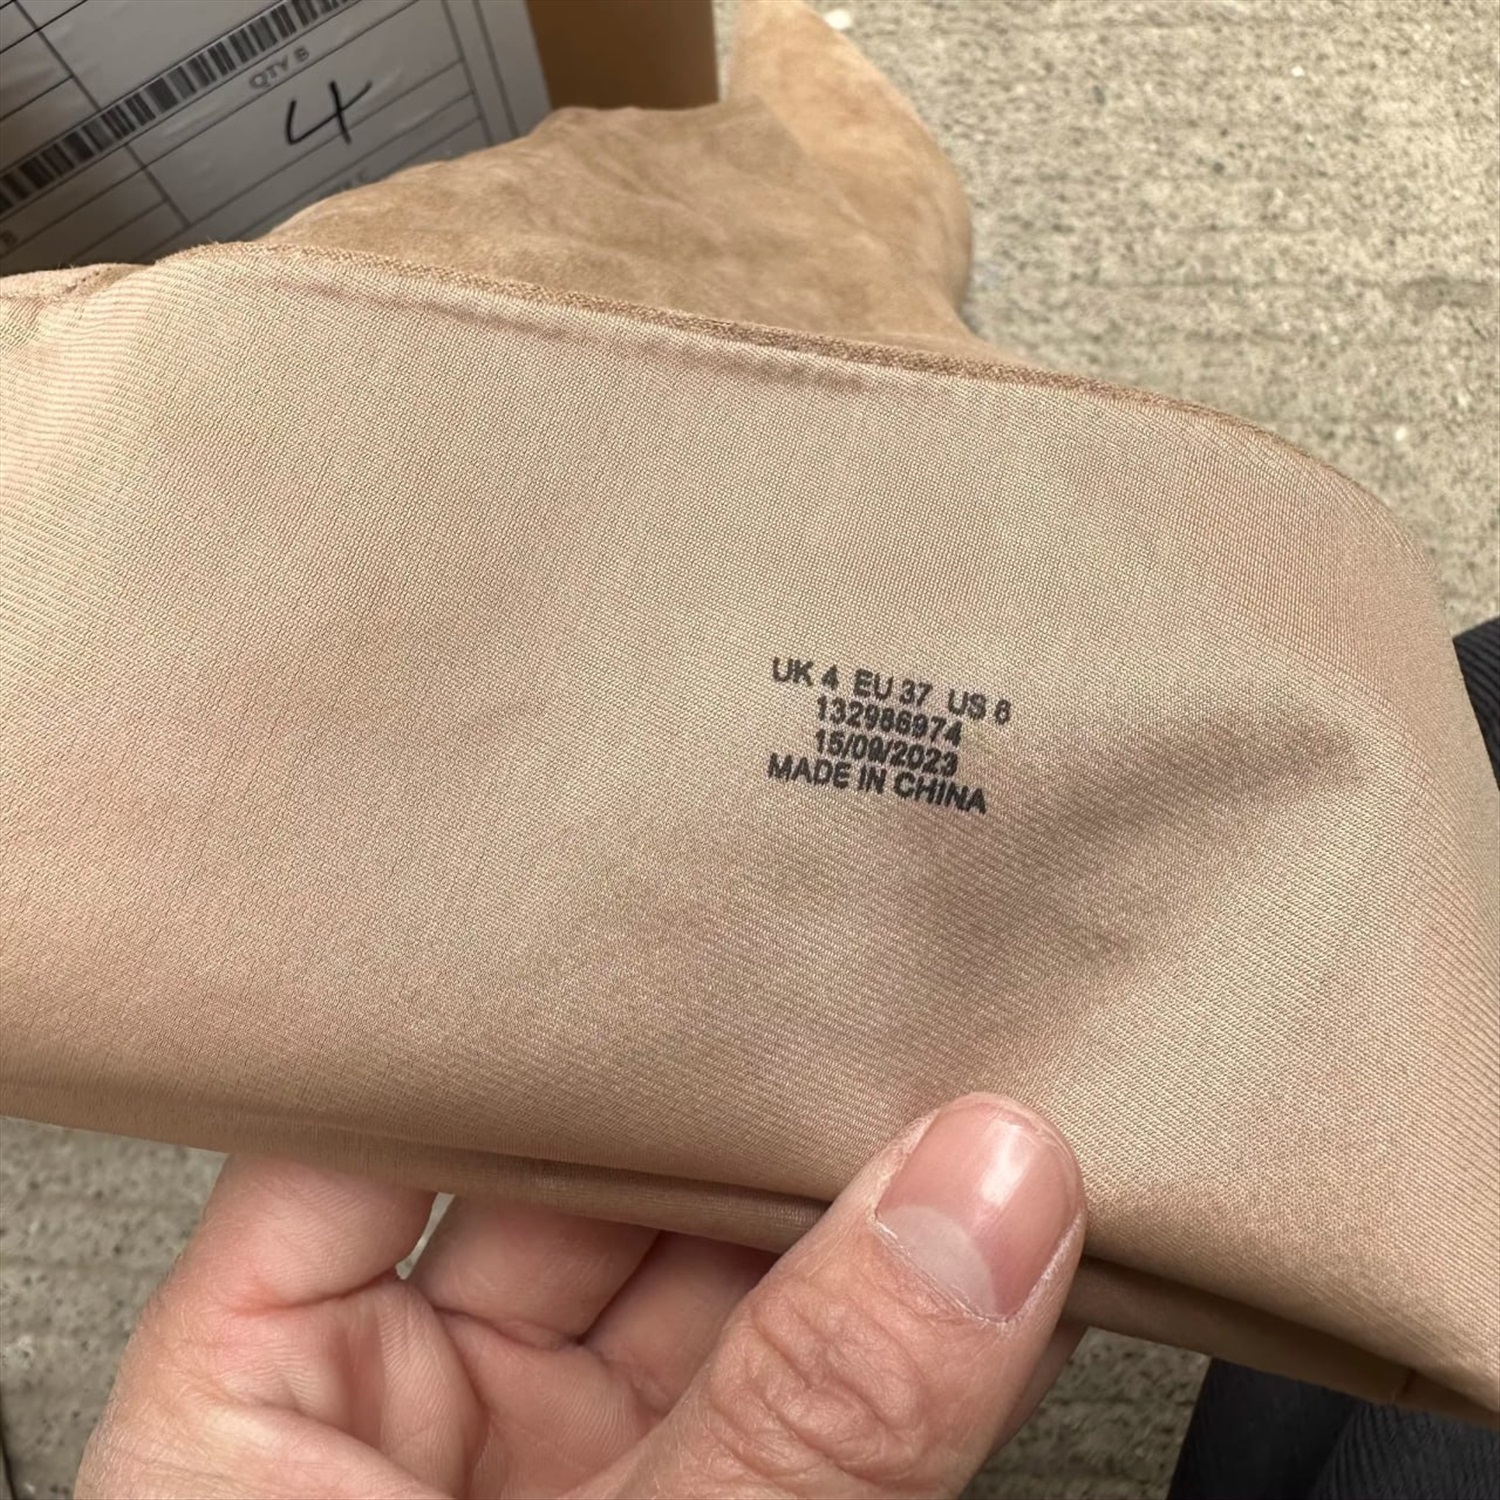 QTY B
4
UK 4 EU 37 US 6
132986974
15/09/2023
MADE IN CHINA